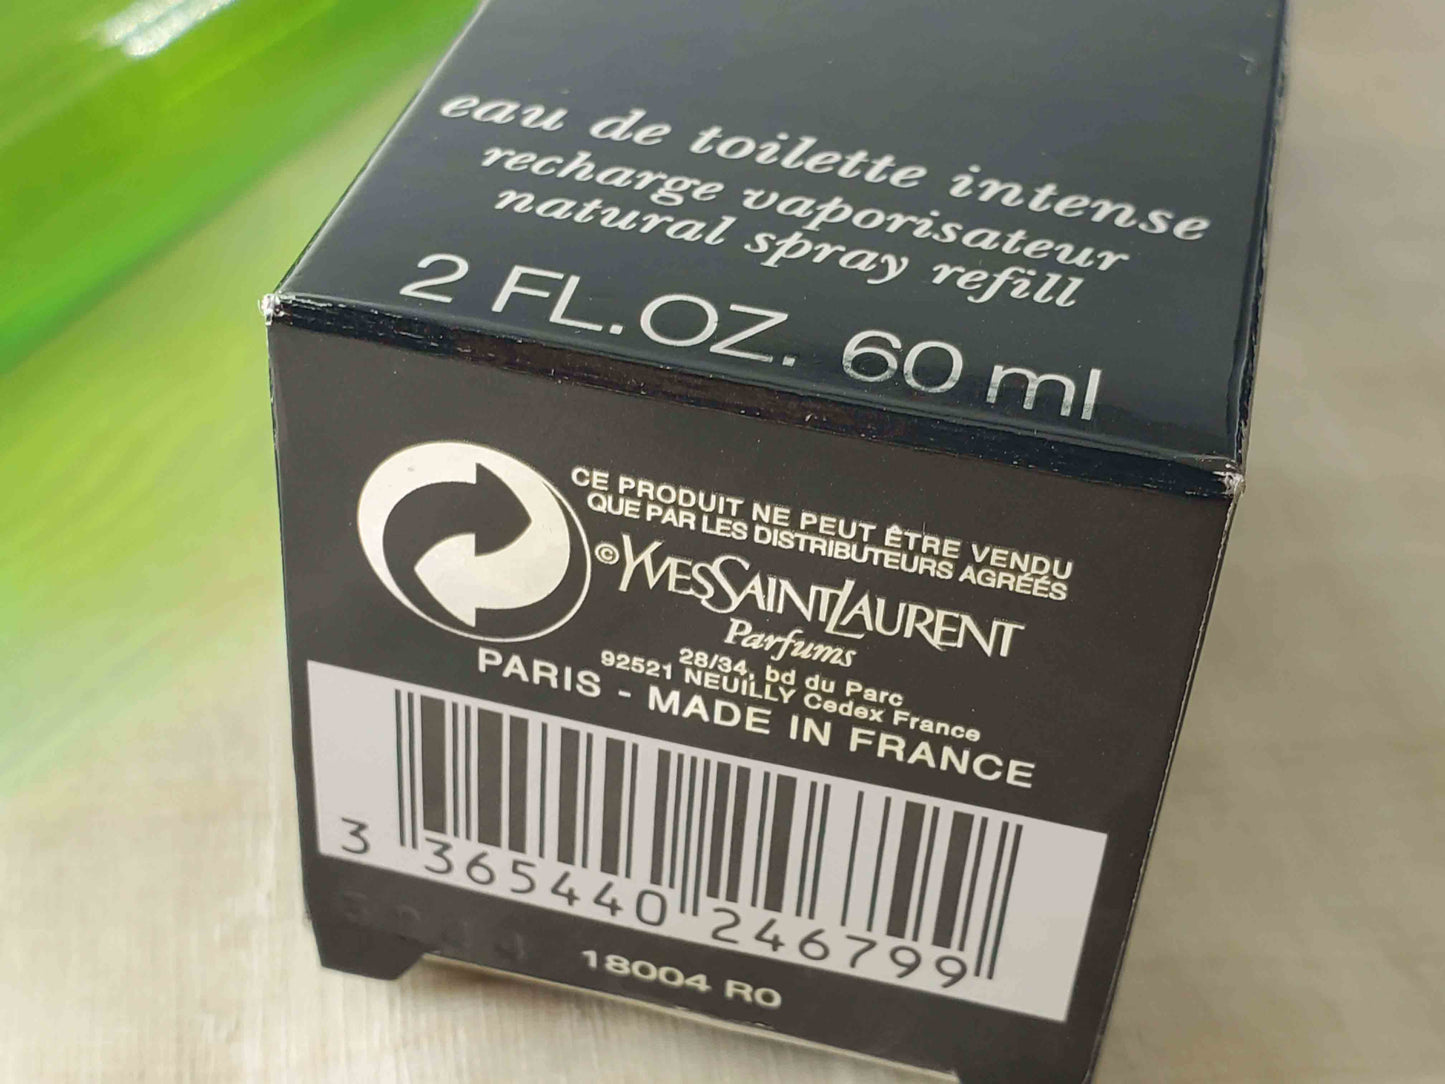 eau de toilette intense
recharge vaporisateur
natural spray refill
2 FL.OZ. 60 ml
CE PRODUIT NE PEUT ÊTRE VENDU
QUE PAR LES DISTRIBUTEURS AGRÉÉS
© YVESSAINTLAURENT
Parfums
28/34, bd du Parc
92521 NEUILLY Cedex France
PARIS - MADE IN FRANCE
3 365440 246799
18004 R0